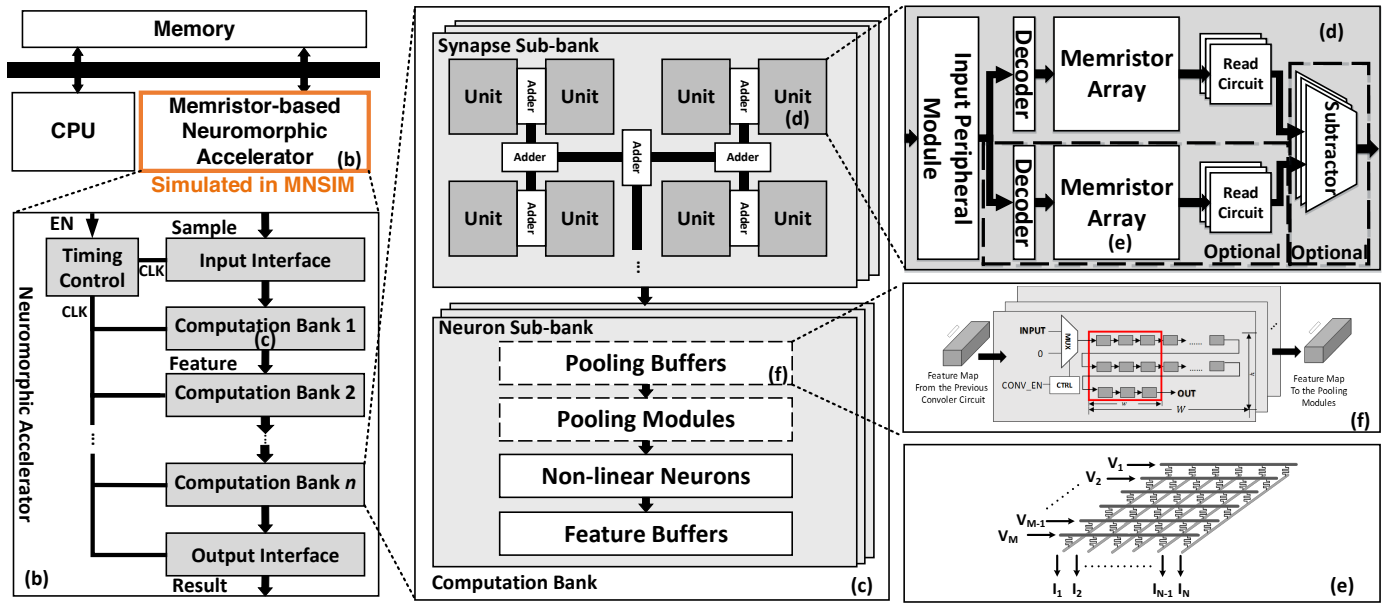 Memory
CPU
Memristor-based
Neuromorphic
Accelerator
(b)
Simulated in MNSIM
EN
Sample
Timing
Control
CLK
Input Interface
CLK
Computation Bank 1
(c)
Feature
Computation Bank 2
...
Computation Bank n
...
Output Interface
Result
Neuromorphic Accelerator
(b)
Synapse Sub-bank
Unit
Adder
Unit
Unit
Adder
Unit
(d)
Adder
Adder
Adder
Unit
Adder
Unit
Unit
Adder
Unit
...
Neuron Sub-bank
Pooling Buffers
(f)
Pooling Modules
Non-linear Neurons
Feature Buffers
Computation Bank
(c)
Input Peripheral
Module
Decoder
Memristor
Array
Read
Circuit
(d)
Decoder
Memristor
Array
(e)
Read
Circuit
Optional
Subtractor
Optional
INPUT
0
MUX
CONV_EN
CTRL
......
......
OUT
w
W
h
...
Feature Map
From the Previous
Convoler Circuit
Feature Map
To the Pooling
Modules
(f)
V1
V2
......
VM-1
VM
I1 I2 ......... IN-1 IN
(e)